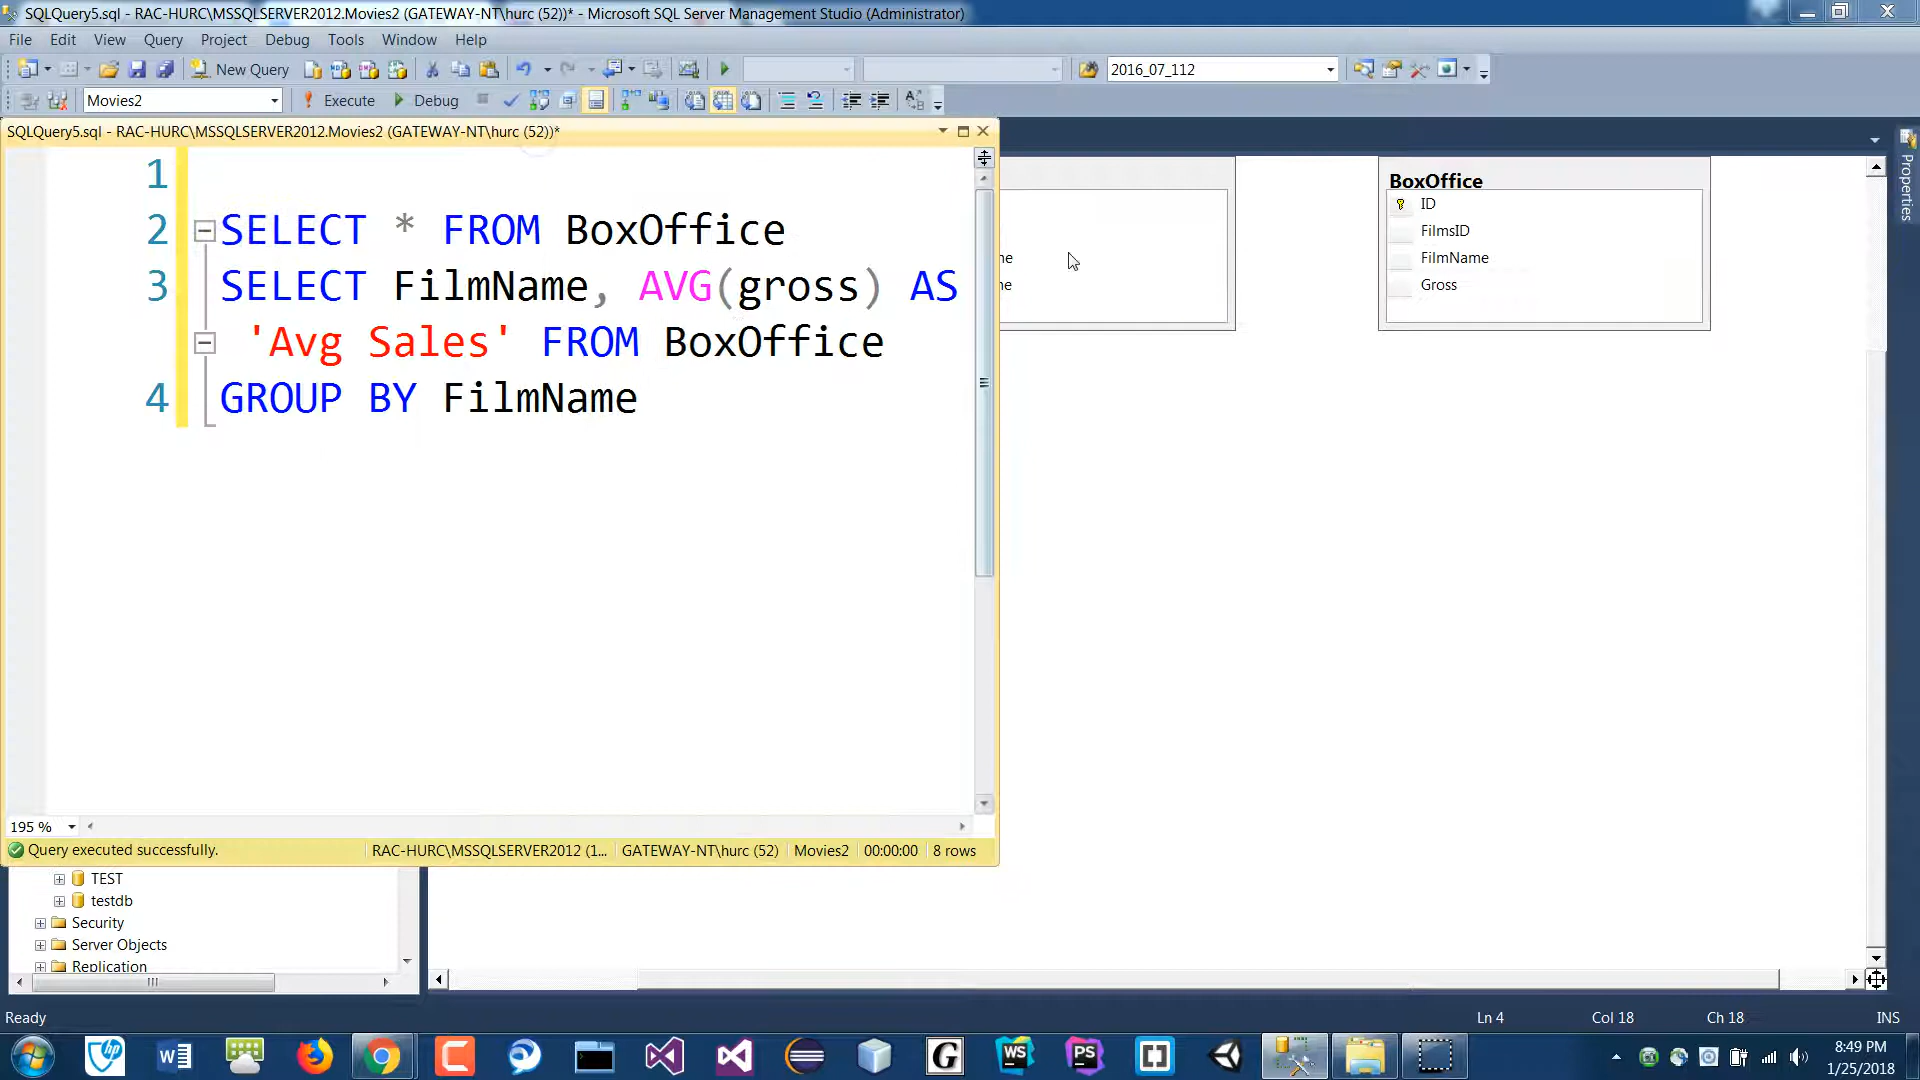 SQLQuery5.sql - RAC-HURC\MSSQLSERVER2012.Movies2 (GATEWAY-NT\hurc (52))* - Microsoft SQL Server Management Studio (Administrator)
File Edit View Query Project Debug Tools Window Help
New Query
2016_07_112
Movies2
Execute
Debug
SQLQuery5.sql - RAC-HURC\MSSQLSERVER2012.Movies2 (GATEWAY-NT\hurc (52))*
1
2 SELECT * FROM BoxOffice
3 SELECT FilmName, AVG(gross) AS
'Avg Sales' FROM BoxOffice
4 GROUP BY FilmName
ne
ne
BoxOffice
ID
FilmsID
FilmName
Gross
Properties
195 %
Query executed successfully.
RAC-HURC\MSSQLSERVER2012 (1... GATEWAY-NT\hurc (52) Movies2 00:00:00 8 rows
TEST
testdb
Security
Server Objects
Replication
Ready
Ln 4 Col 18 Ch 18 INS
hp
W
C
G
WS
PS
8:49 PM
1/25/2018